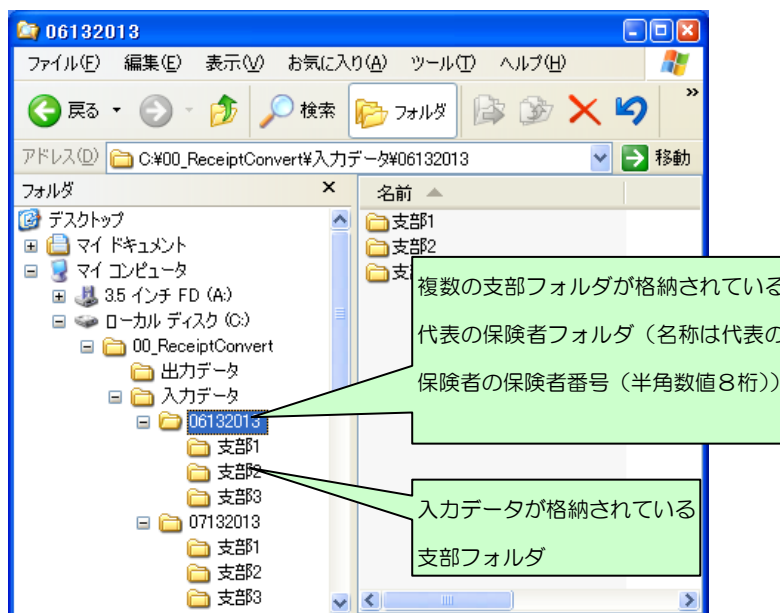 06132013
ファイル(F) 編集(E) 表示(V) お気に入り(A) ツール(T) ヘルプ(H)
戻る 検索 フォルダ »
アドレス(D) C:¥00_ReceiptConvert¥入力データ¥06132013 移動
フォルダ × 名前
デスクトップ
マイ ドキュメント
マイ コンピュータ
3.5 インチ FD (A:)
ローカル ディスク (C:)
00_ReceiptConvert
出力データ
入力データ
06132013
支部1
支部2
支部3
07132013
支部1
支部2
支部3
支部1
支部2
支
複数の支部フォルダが格納されている
代表の保険者フォルダ（名称は代表の
保険者の保険者番号（半角数値８桁））
入力データが格納されている
支部フォルダ